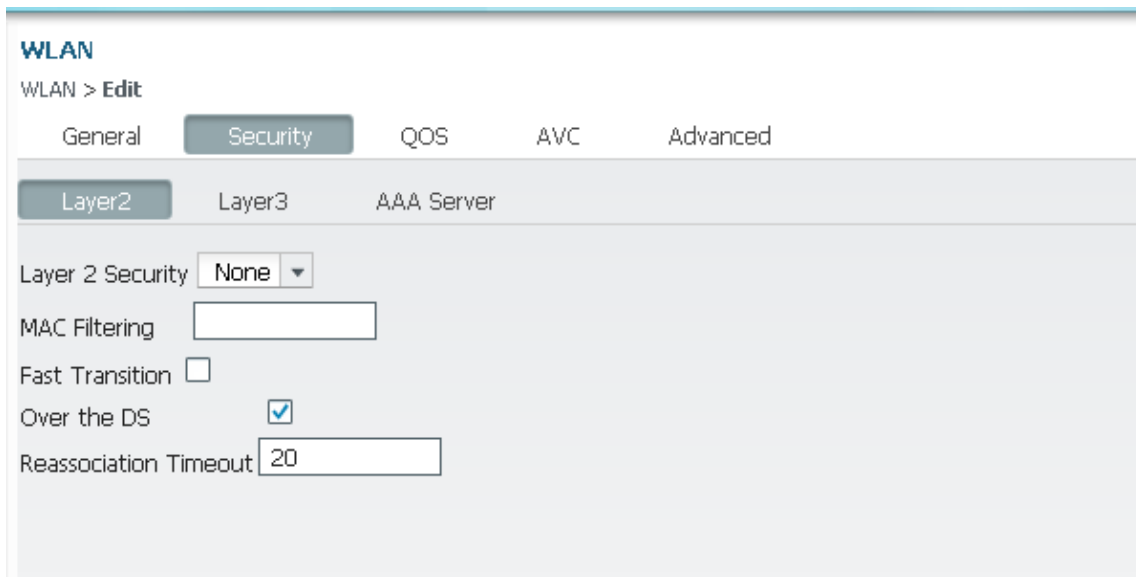 WLAN
WLAN > Edit
General Security QOS AVC Advanced
Layer2 Layer3 AAA Server
Layer 2 Security None
MAC Filtering
Fast Transition
Over the DS
Reassociation Timeout 20